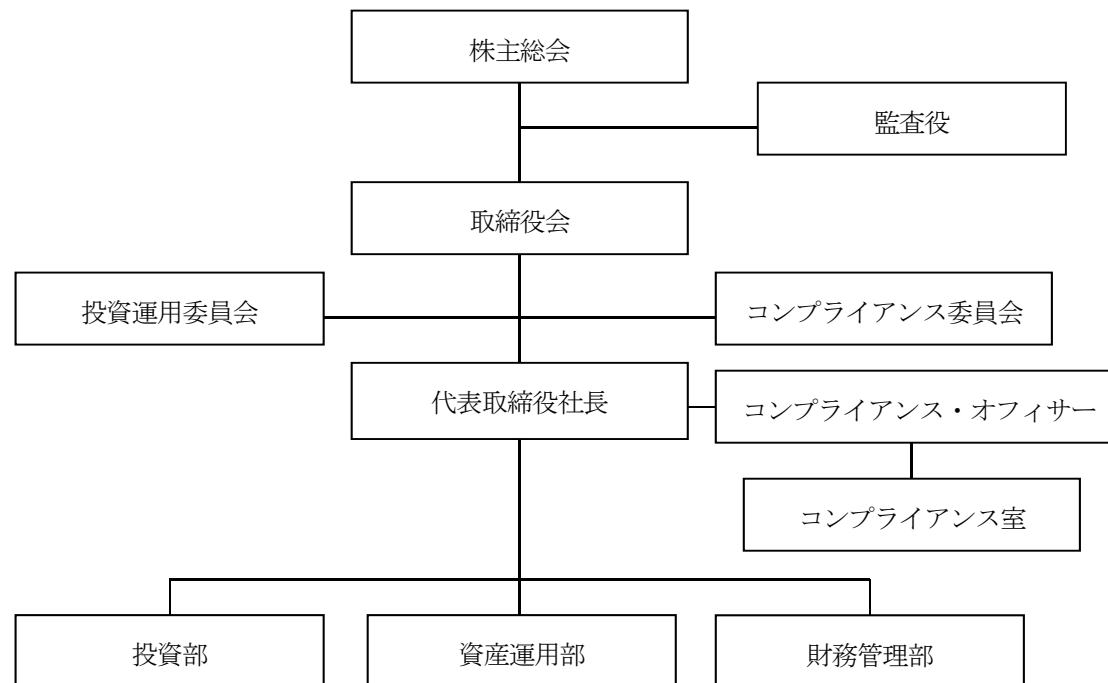 株主総会
監査役
取締役会
投資運用委員会
コンプライアンス委員会
代表取締役社長
コンプライアンス・オフィサー
コンプライアンス室
投資部
資産運用部
財務管理部